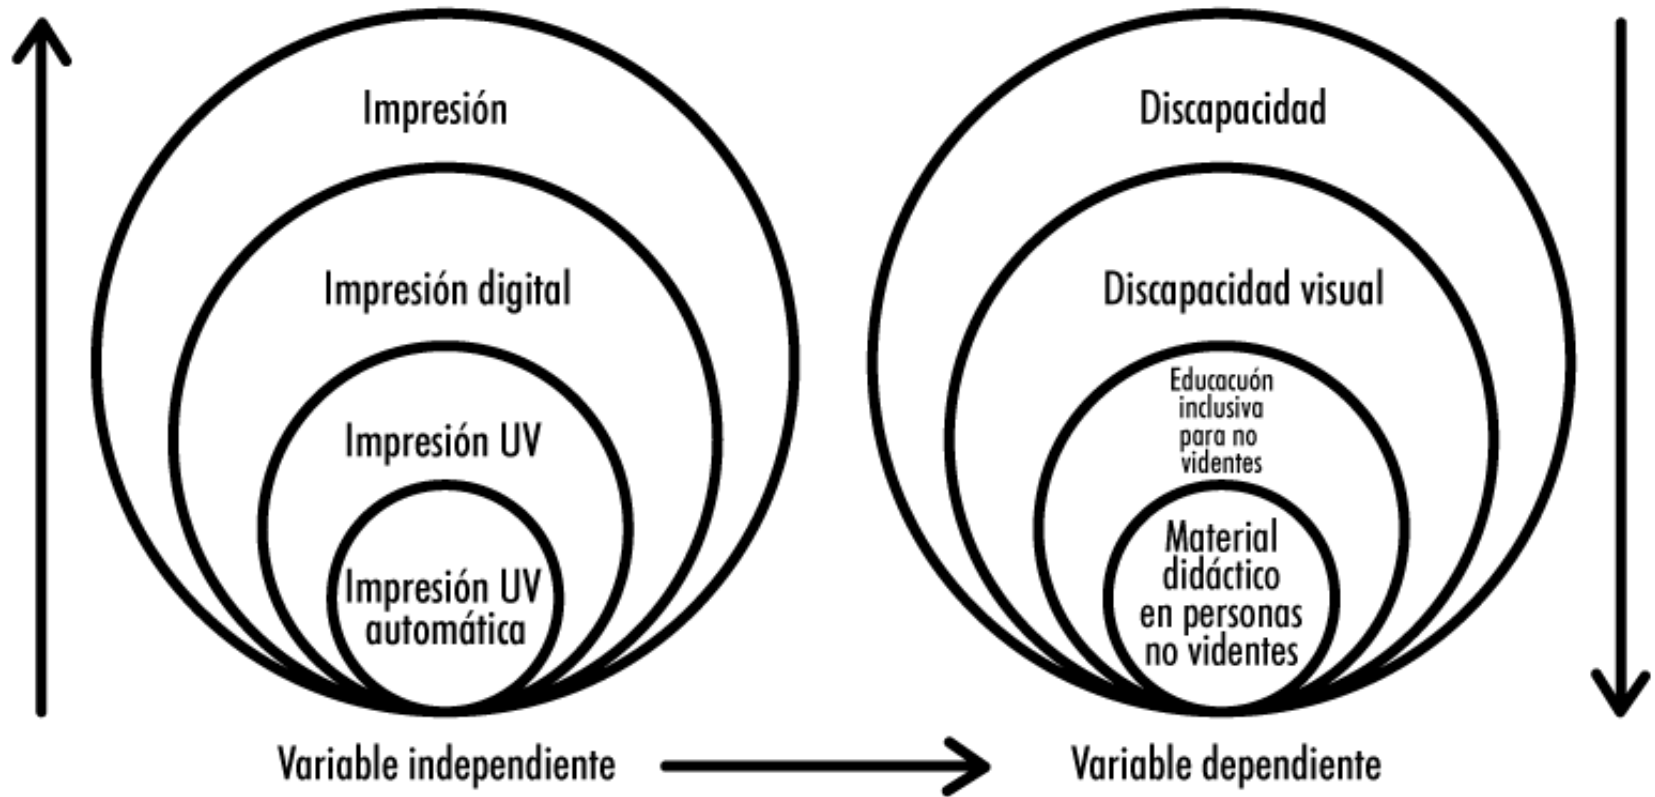 Impresión
Impresión digital
Impresión UV
Impresión UV
automática
Variable independiente
Discapacidad
Discapacidad visual
Educacuón
inclusiva
para no
videntes
Material
didáctico
en personas
no videntes
Variable dependiente